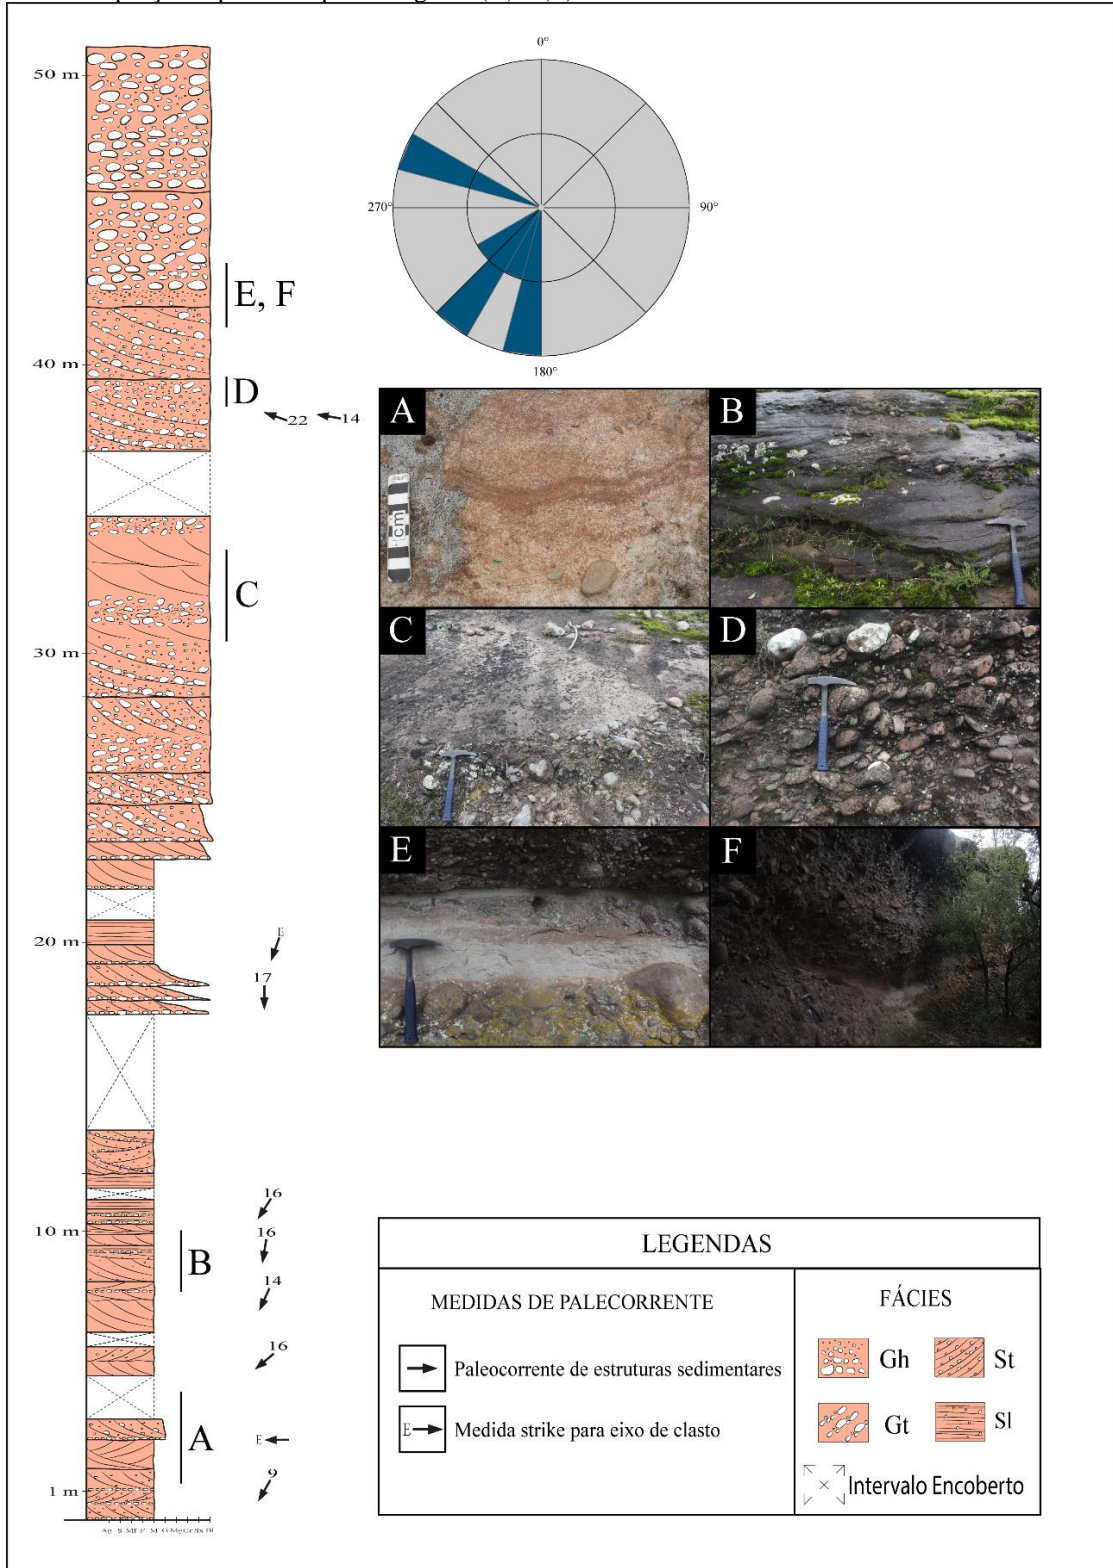 50 m
40 m
30 m
20 m
10 m
1 m
E, F
D
22
14
C
E
17
16
16
B
14
16
A
E
9
0°
90°
180°
270°
A
cm
B
C
D
E
F
LEGENDAS
MEDIDAS DE PALECORRENTE
Paleocorrente de estruturas sedimentares
E
Medida strike para eixo de clasto
FÁCIES
Gh
St
Gt
Sl
Intervalo Encoberto